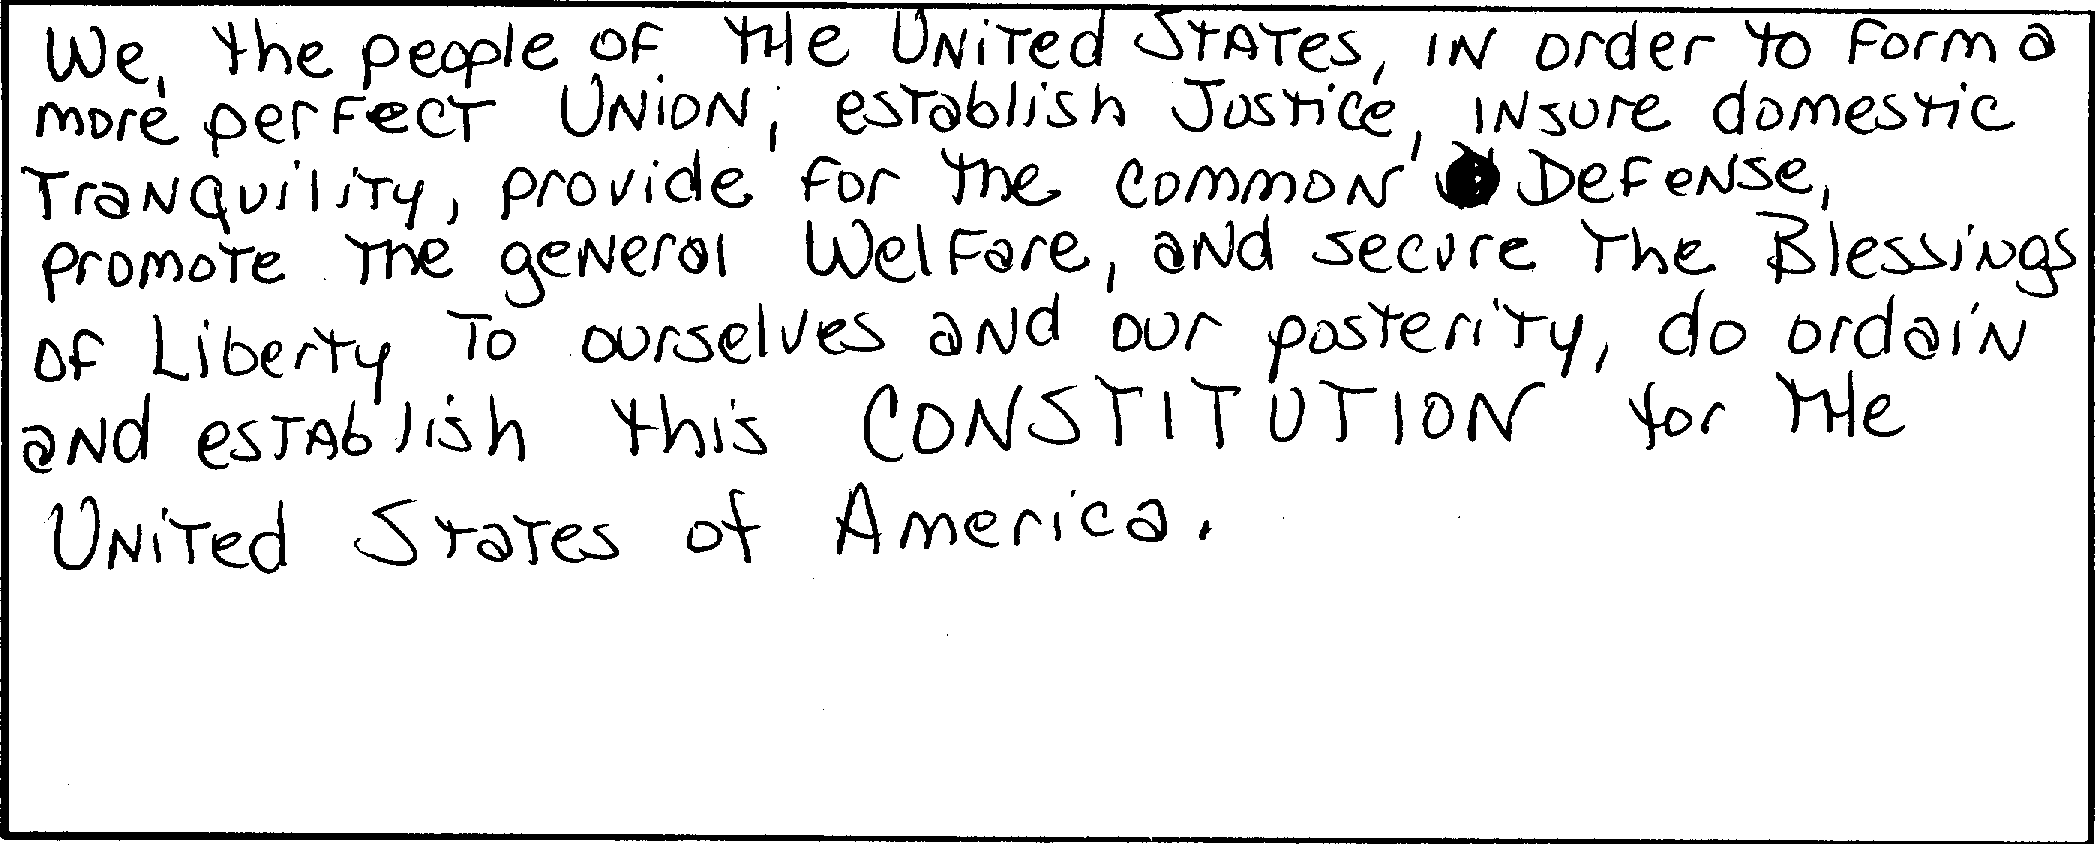 We, the people of the United States, in order to form a
more perfect Union, establish Justice, insure domestic
Tranquility, provide for the common Defense,
promote the general Welfare, and secure the Blessings
of Liberty to ourselves and our posterity, do ordain
and establish this CONSTITUTION for the
United States of America.